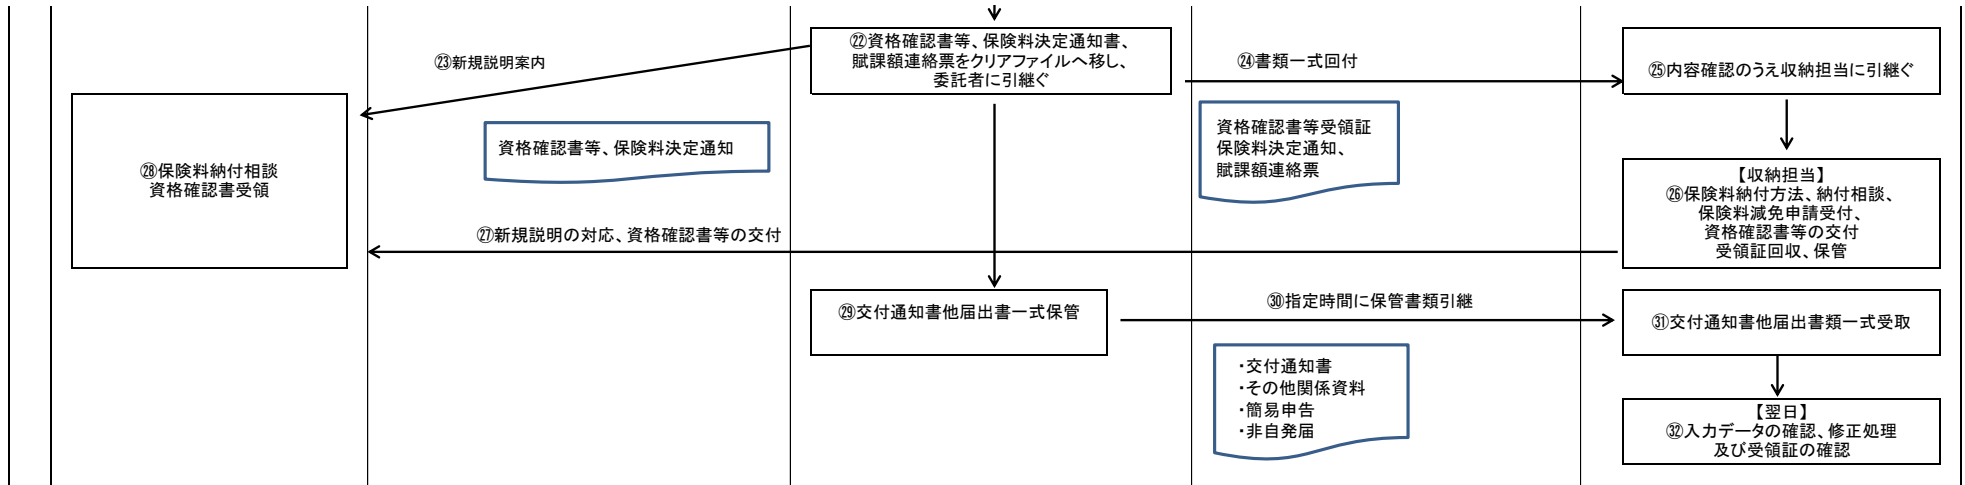 ㉒資格確認書等、保険料決定通知書、
賦課額連絡票をクリアファイルへ移し、
委託者に引継ぐ
㉓新規説明案内
㉔書類一式回付
㉕内容確認のうえ収納担当に引継ぐ
資格確認書等、保険料決定通知
資格確認書等受領証
保険料決定通知、
賦課額連絡票
㉘保険料納付相談
資格確認書受領
【収納担当】
㉖保険料納付方法、納付相談、
保険料減免申請受付、
資格確認書等の交付
受領証回収、保管
㉗新規説明の対応、資格確認書等の交付
㉙交付通知書他届出書一式保管
㉚指定時間に保管書類引継
㉛交付通知書他届出書類一式受取
・交付通知書
・その他関係資料
・簡易申告
・非自発届
【翌日】
㉜入力データの確認、修正処理
及び受領証の確認